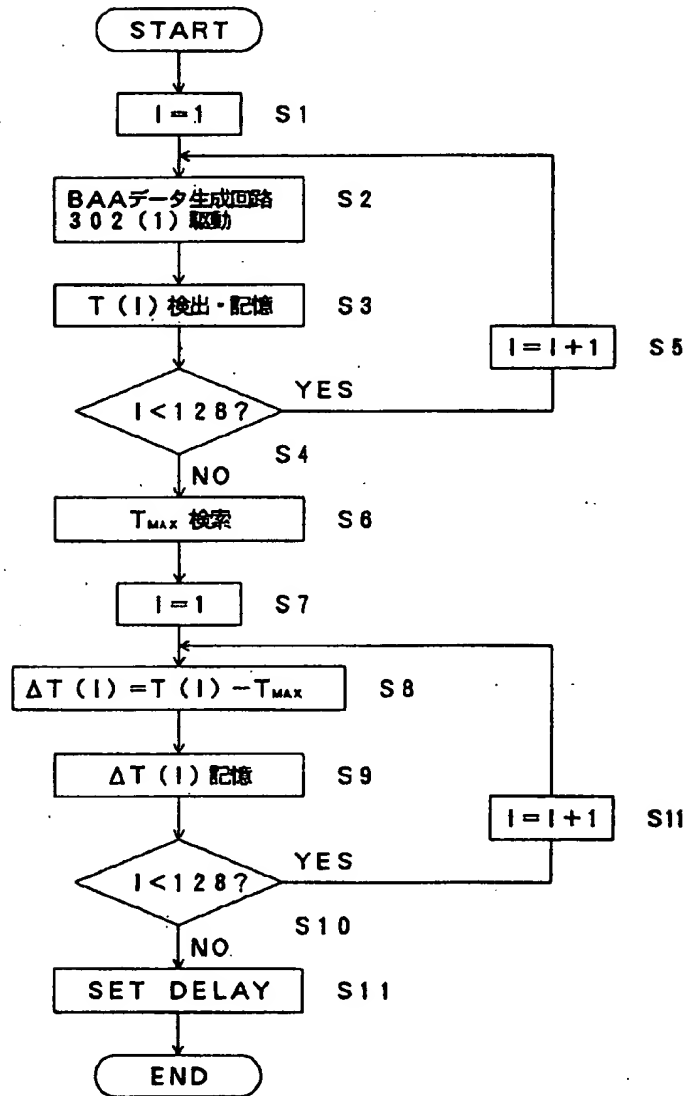 START
I=1 S1
BAAデータ生成回路 S2
302(1)駆動
T(I)検出・記憶 S3
I=I+1 S5
YES
I<128?
S4
NO
TMAX 検索 S6
I=1 S7
ΔT(I)=T(I)-TMAX S8
ΔT(I)記憶 S9
I=I+1 S11
YES
I<128?
S10
NO
SET DELAY S11
END